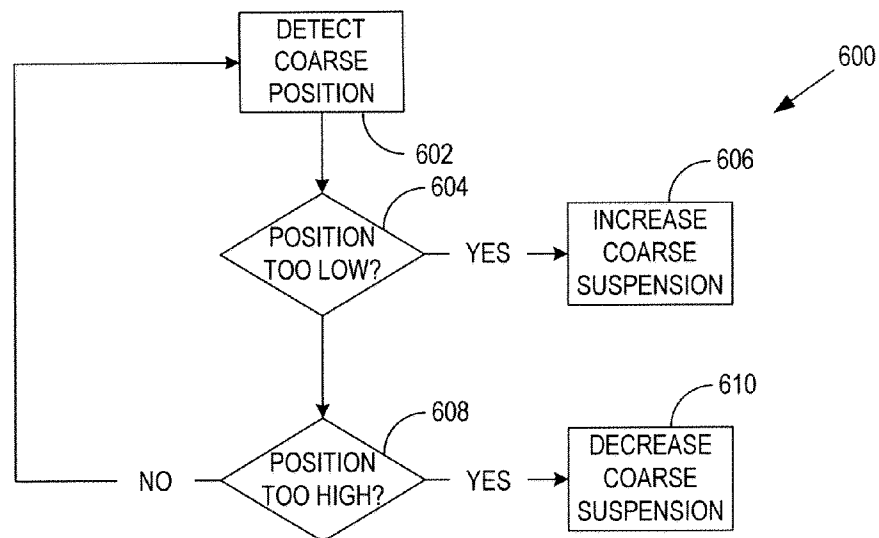 DETECT
COARSE
POSITION
600
602
604
606
POSITION
TOO LOW?
YES
INCREASE
COARSE
SUSPENSION
608
610
NO
POSITION
TOO HIGH?
YES
DECREASE
COARSE
SUSPENSION